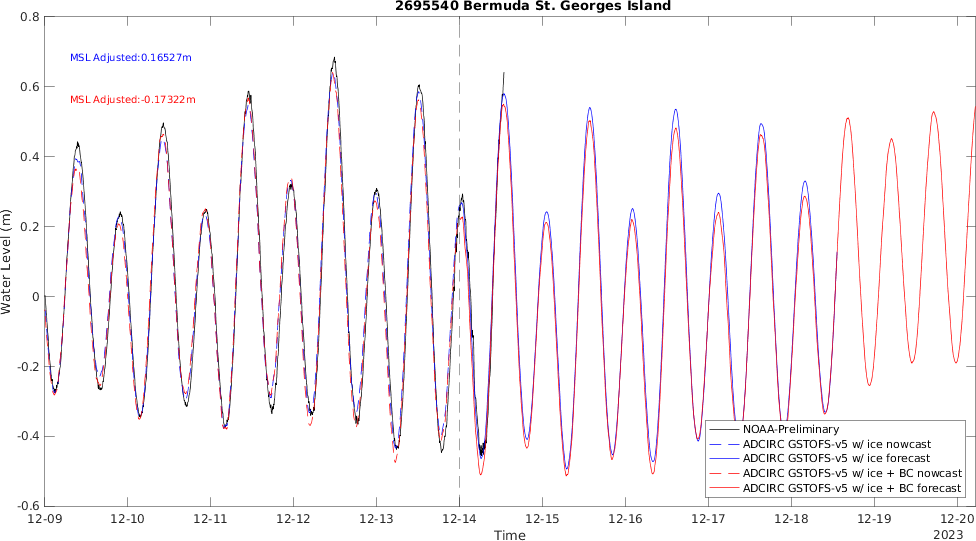 2695540 Bermuda St. Georges Island
MSL Adjusted:0.16527m
MSL Adjusted:-0.17322m
Water Level (m)
0.8
0.6
0.4
0.2
0
-0.2
-0.4
-0.6
NOAA-Preliminary
ADCIRC GSTOFS-v5 w/ ice nowcast
ADCIRC GSTOFS-v5 w/ ice forecast
ADCIRC GSTOFS-v5 w/ ice + BC nowcast
ADCIRC GSTOFS-v5 w/ ice + BC forecast
12-09 12-10 12-11 12-12 12-13 12-14 12-15 12-16 12-17 12-18 12-19 12-20
Time
2023